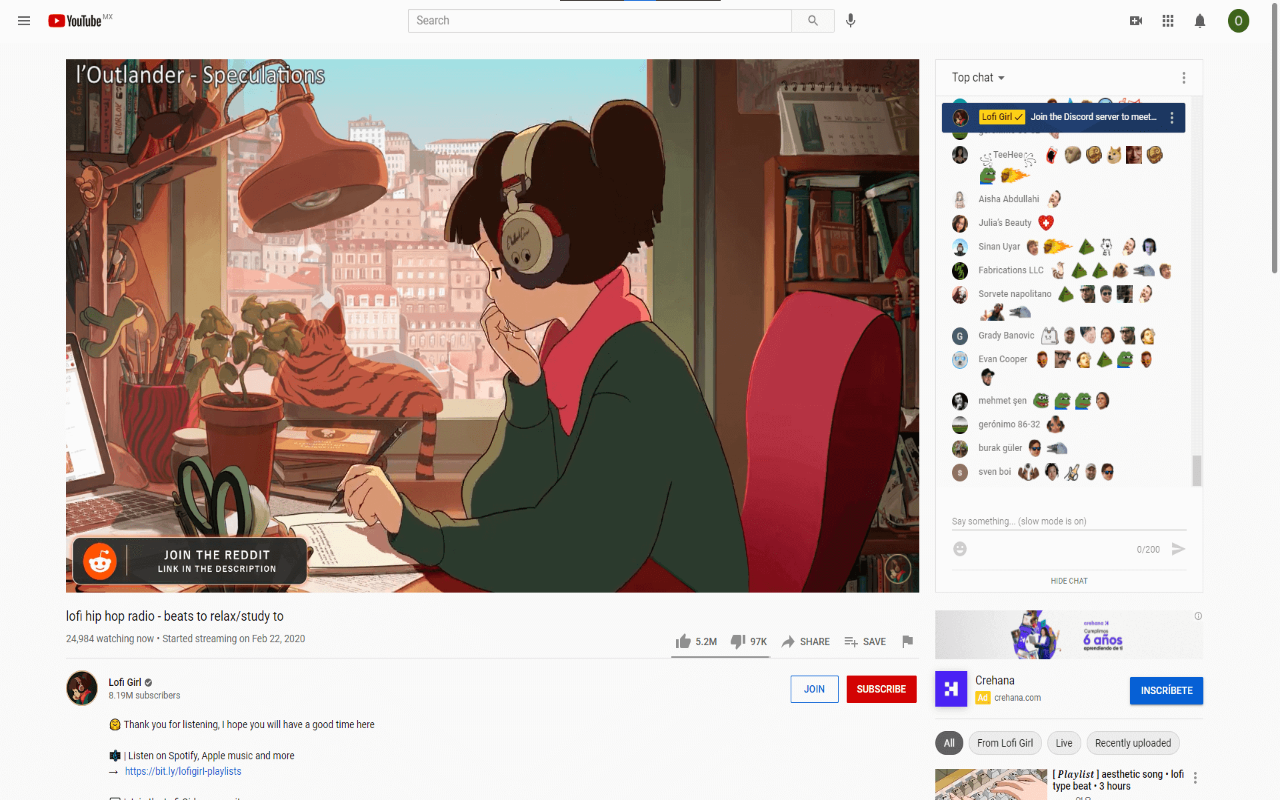 YouTube MX
Search
O
l'Outlander - Speculations
JOIN THE REDDIT
LINK IN THE DESCRIPTION
Top chat
Lofi Girl Join the Discord server to meet...
TeeHee
Aisha Abdullahi
Julia's Beauty
Sinan Uyar
Fabrications LLC
Sorvete napolitano
G Grady Banovic
Evan Cooper
mehmet şen
gerónimo 86-32
burak güler
s sven boi
Say something... (slow mode is on)
0/200
HIDE CHAT
lofi hip hop radio - beats to relax/study to
24,984 watching now • Started streaming on Feb 22, 2020
5.2M 97K SHARE SAVE
Lofi Girl
8.19M subscribers
JOIN SUBSCRIBE
Thank you for listening, I hope you will have a good time here
| Listen on Spotify, Apple music and more
→ https://bit.ly/lofigirl-playlists
crehana
Cumplimos
6 años
aprendiendo de ti
Crehana
Ad crehana.com
INSCRÍBETE
All From Lofi Girl Live Recently uploaded
[ Playlist ] aesthetic song • lofi
type beat • 3 hours